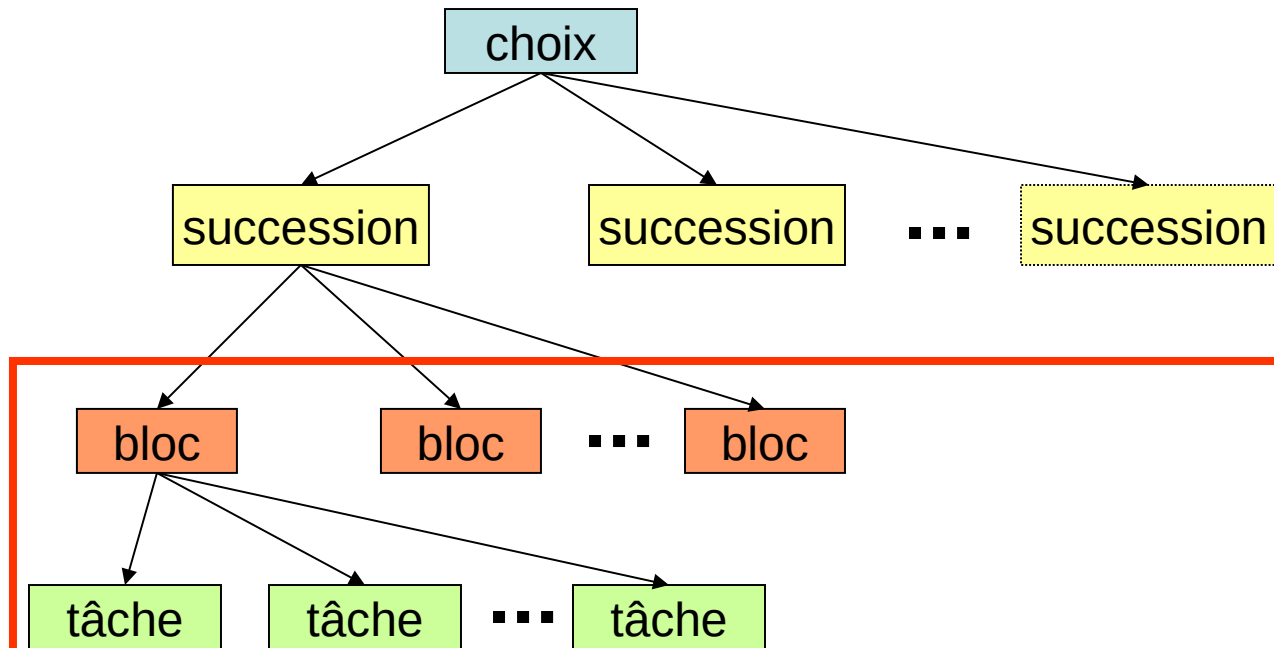 choix
succession
succession
...
succession
bloc
bloc
...
bloc
tâche
tâche
...
tâche